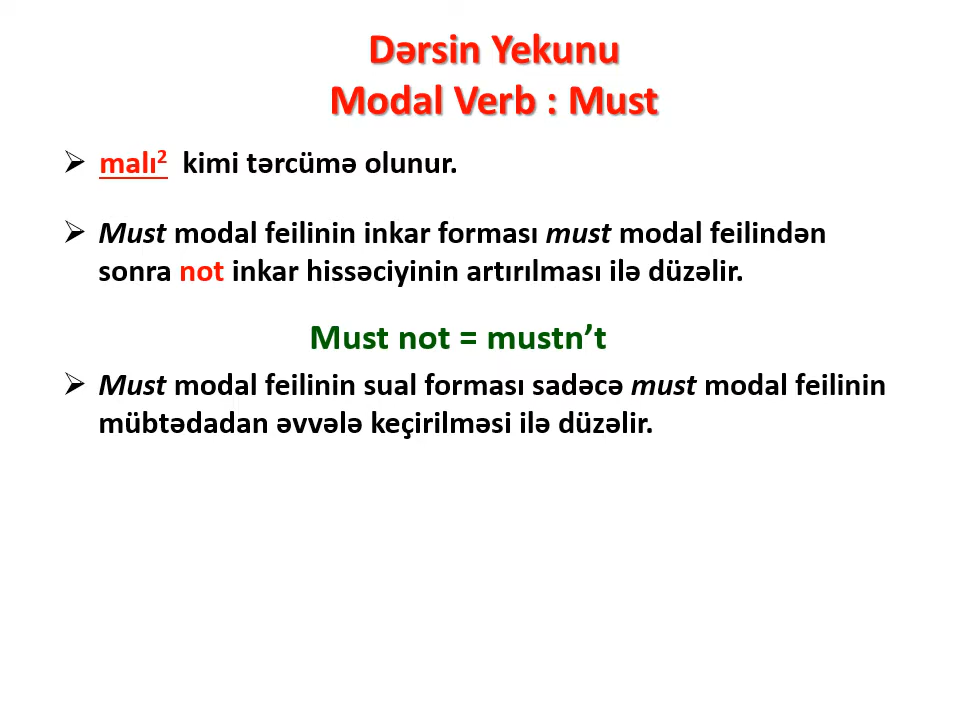 Dərsin Yekunu
Modal Verb : Must
➢ malı² kimi tərcümə olunur.
➢ Must modal feilinin inkar forması must modal feilindən
sonra not inkar hissəciyinin artırılması ilə düzəlir.
Must not = mustn’t
➢ Must modal feilinin sual forması sadəcə must modal feilinin
mübtədadan əvvələ keçirilməsi ilə düzəlir.